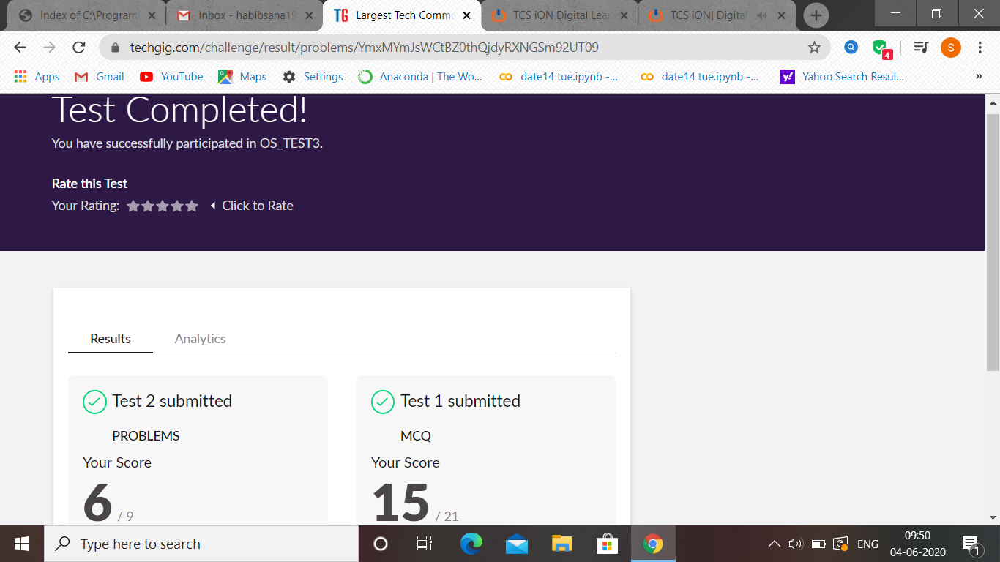 Index of C:\Program
Inbox - habibsana19
Largest Tech Commu
TCS iON Digital Lear
TCS iON| Digital
techgig.com/challenge/result/problems/YmxMYmJsWCtBZ0thQjdyRXNGSm92UT09
4
S
Apps
Gmail
YouTube
Maps
Settings
Anaconda | The Wo...
date14 tue.ipynb -...
date14 tue.ipynb -...
Yahoo Search Resul...
»
Test Completed!
You have successfully participated in OS_TEST3.
Rate this Test
Your Rating:
Click to Rate
Results
Analytics
Test 2 submitted
PROBLEMS
Your Score
6 / 9
Test 1 submitted
MCQ
Your Score
15 / 21
Type here to search
ENG
09:50
04-06-2020
1